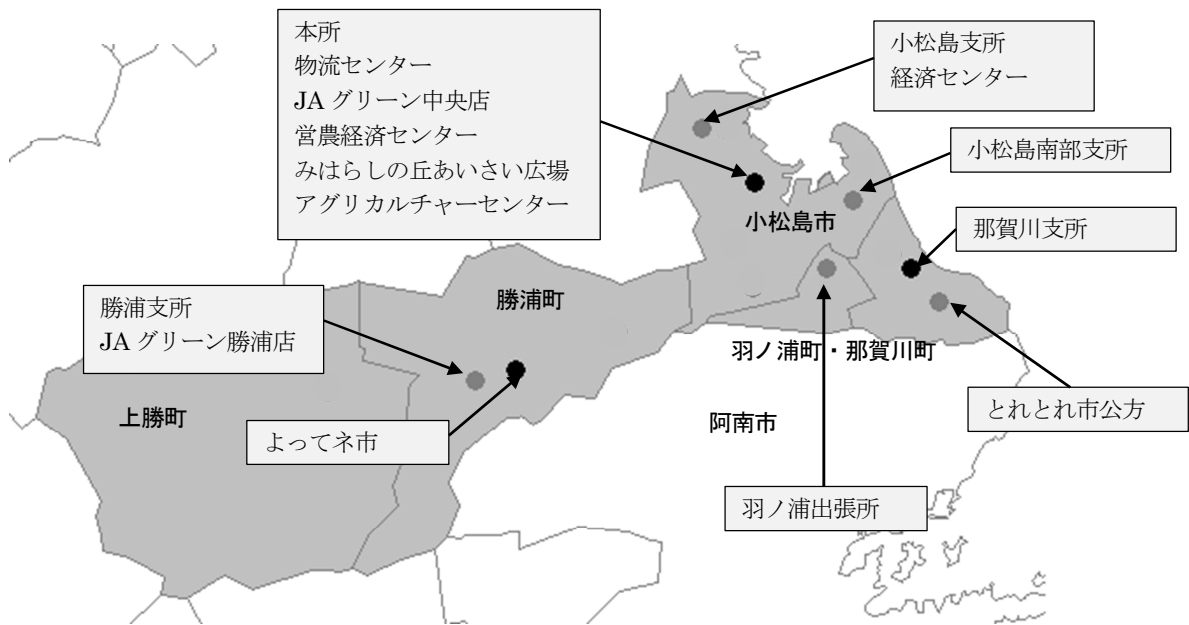 本所
物流センター
JA グリーン中央店
営農経済センター
みはらしの丘あいさい広場
アグリカルチャーセンター
小松島支所
経済センター
小松島南部支所
小松島市
那賀川支所
勝浦支所
JA グリーン勝浦店
勝浦町
羽ノ浦町・那賀川町
上勝町
よってネ市
阿南市
とれとれ市公方
羽ノ浦出張所